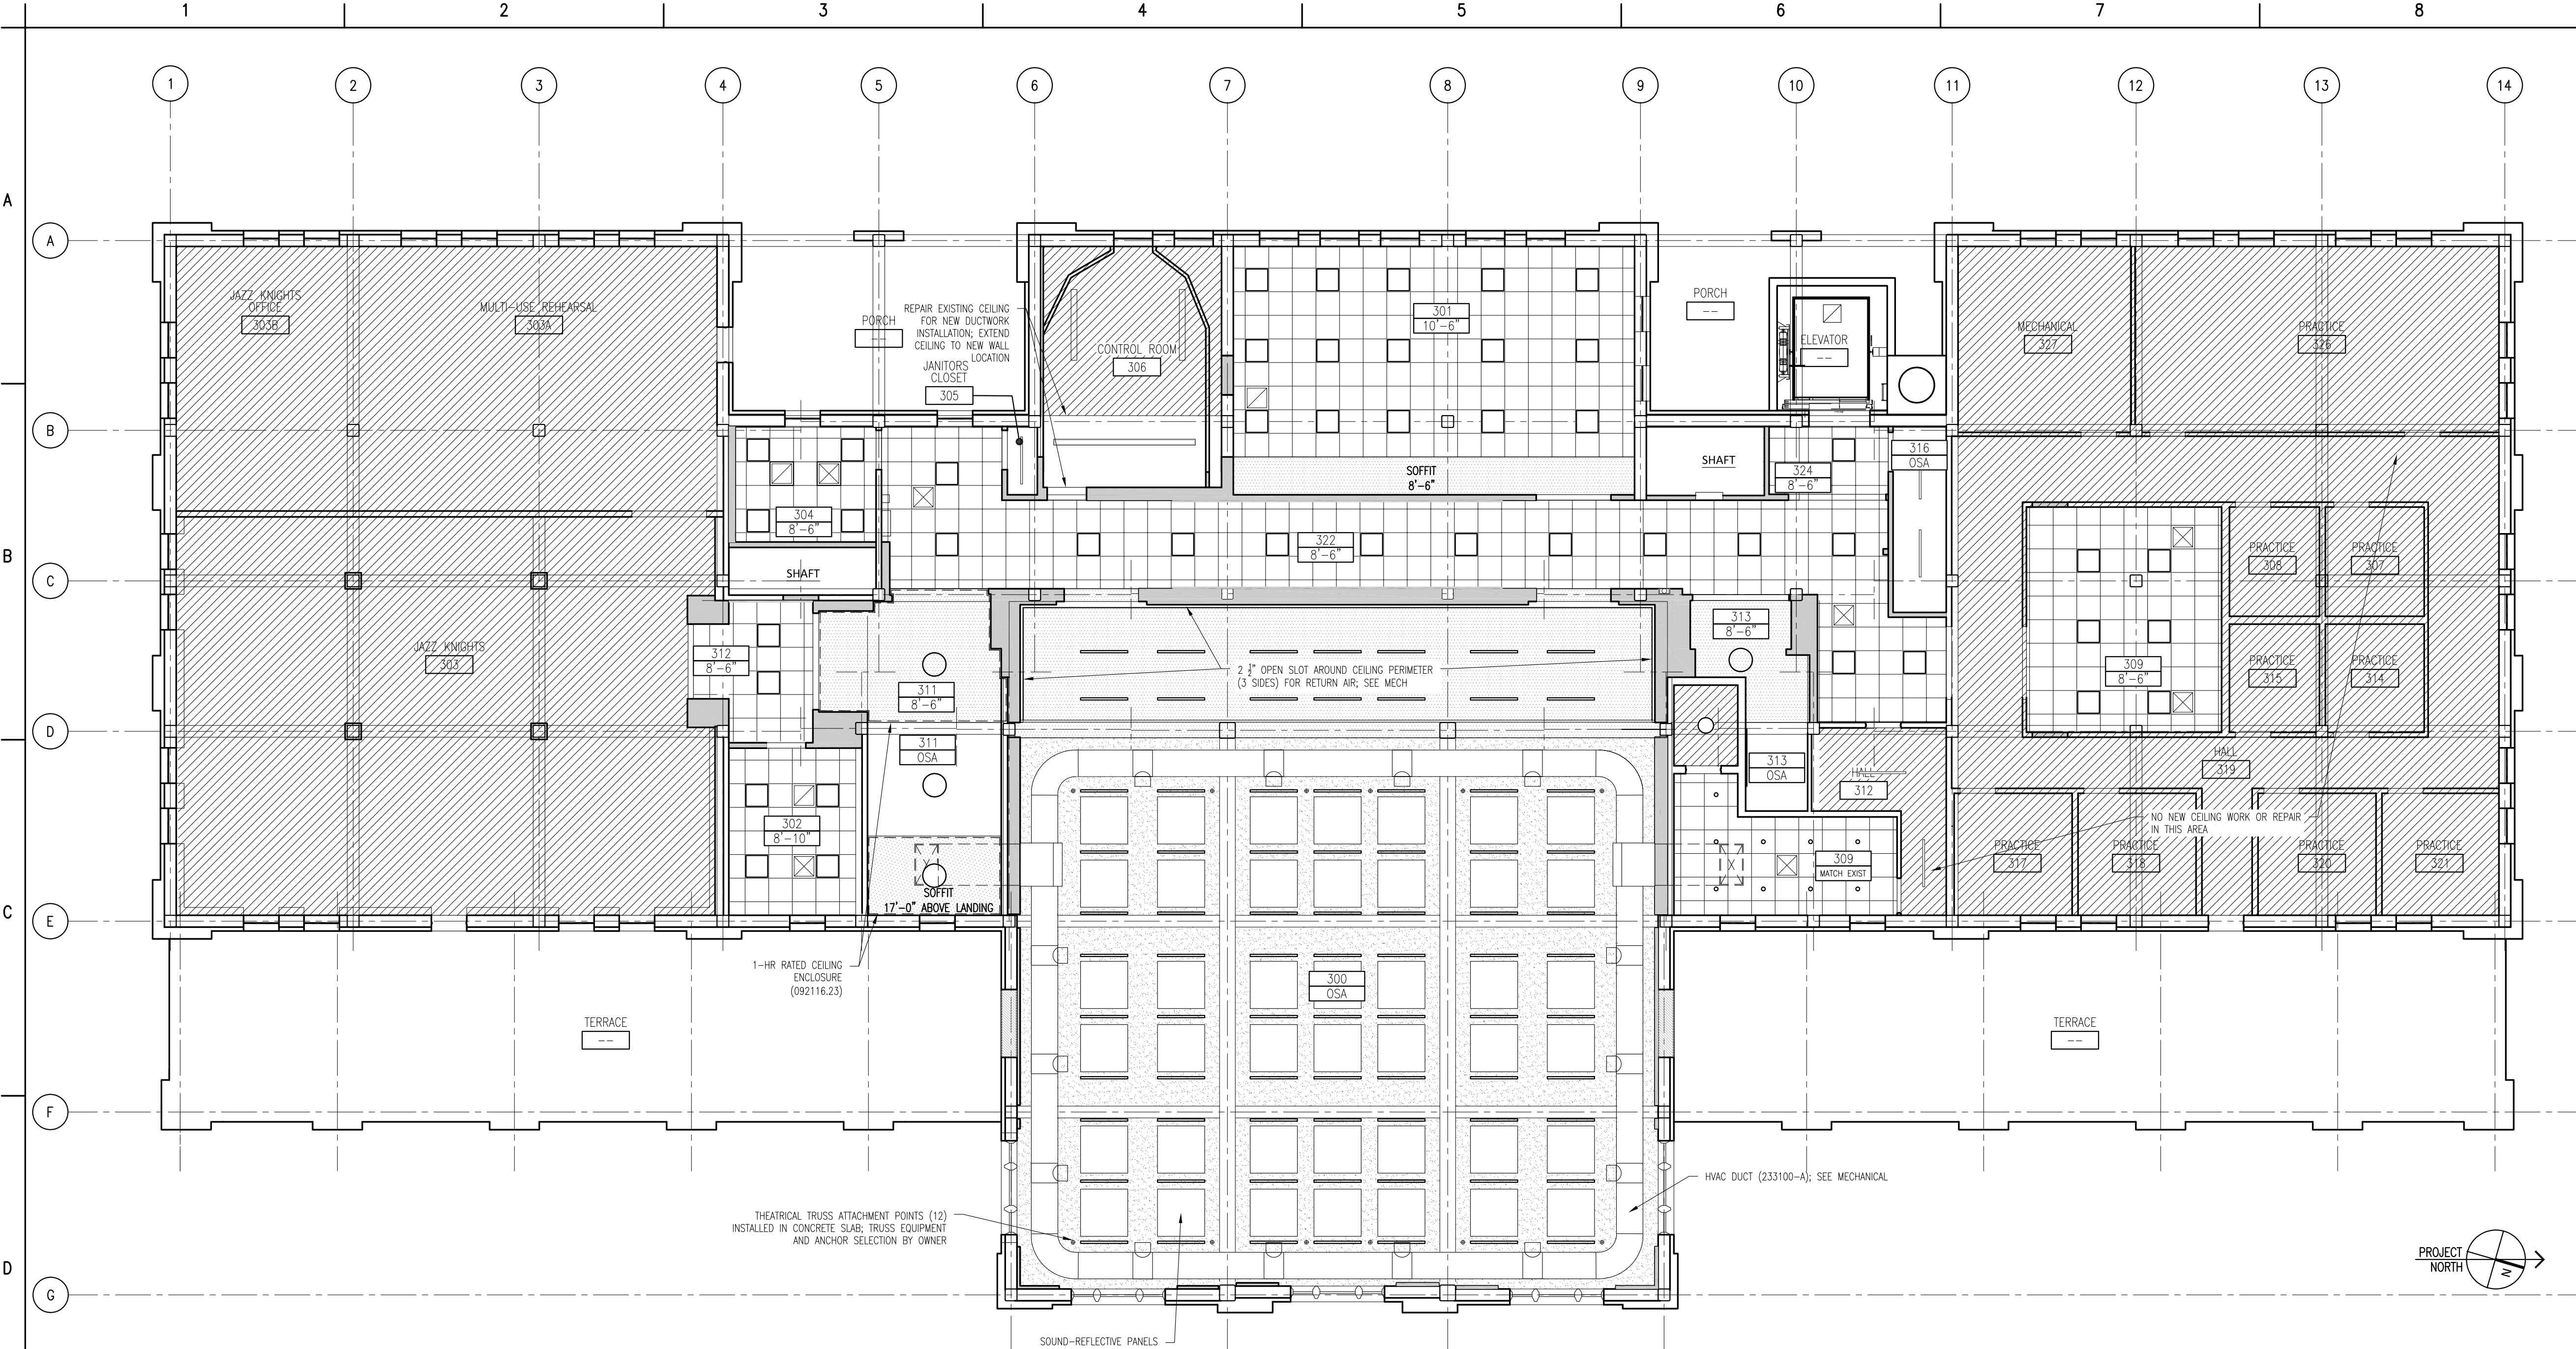 1 2 3 4 5 6 7 8
1 2 3 4 5 6 7 8 9 10 11 12 13 14
A
A
B
B
C
B
D
C
E
F
D
G
JAZZ KNIGHTS
OFFICE
303B
MULTI-USE REHEARSAL
303A
PORCH
--
REPAIR EXISTING CEILING
FOR NEW DUCTWORK
INSTALLATION; EXTEND
CEILING TO NEW WALL
LOCATION
JANITORS
CLOSET
305
CONTROL ROOM
306
301
10'-6"
SOFFIT
8'-6"
PORCH
--
ELEVATOR
--
MECHANICAL
327
PRACTICE
326
SHAFT
324
8'-6"
316
OSA
304
8'-6"
SHAFT
322
8'-6"
PRACTICE
308
PRACTICE
307
JAZZ KNIGHTS
303
312
8'-6"
311
8'-6"
2 ½" OPEN SLOT AROUND CEILING PERIMETER
(3 SIDES) FOR RETURN AIR; SEE MECH
313
8'-6"
309
8'-6"
PRACTICE
315
PRACTICE
314
311
OSA
313
OSA
HALL
312
HALL
319
302
8'-10"
SOFFIT
17'-0" ABOVE LANDING
309
MATCH EXIST
NO NEW CEILING WORK OR REPAIR
IN THIS AREA
PRACTICE
317
PRACTICE
318
PRACTICE
320
PRACTICE
321
1-HR RATED CEILING
ENCLOSURE
(092116.23)
300
OSA
TERRACE
--
TERRACE
--
HVAC DUCT (233100-A); SEE MECHANICAL
THEATRICAL TRUSS ATTACHMENT POINTS (12)
INSTALLED IN CONCRETE SLAB; TRUSS EQUIPMENT
AND ANCHOR SELECTION BY OWNER
SOUND-REFLECTIVE PANELS
PROJECT
NORTH
N